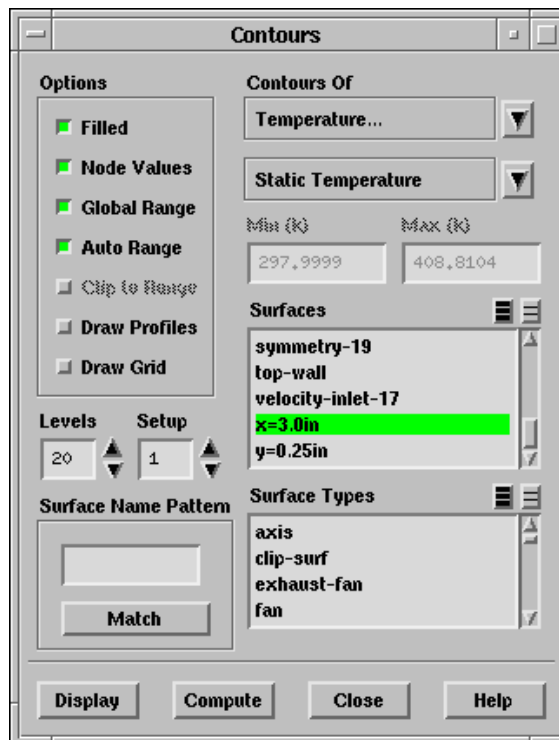 Contours
Options
Filled
Node Values
Global Range
Auto Range
Clip to Range
Draw Profiles
Draw Grid
Levels Setup
20 1
Surface Name Pattern
Match
Contours Of
Temperature...
Static Temperature
Min (k) Max (k)
297.9999 408.8104
Surfaces
symmetry-19
top-wall
velocity-inlet-17
x=3.0in
y=0.25in
Surface Types
axis
clip-surf
exhaust-fan
fan
Display Compute Close Help